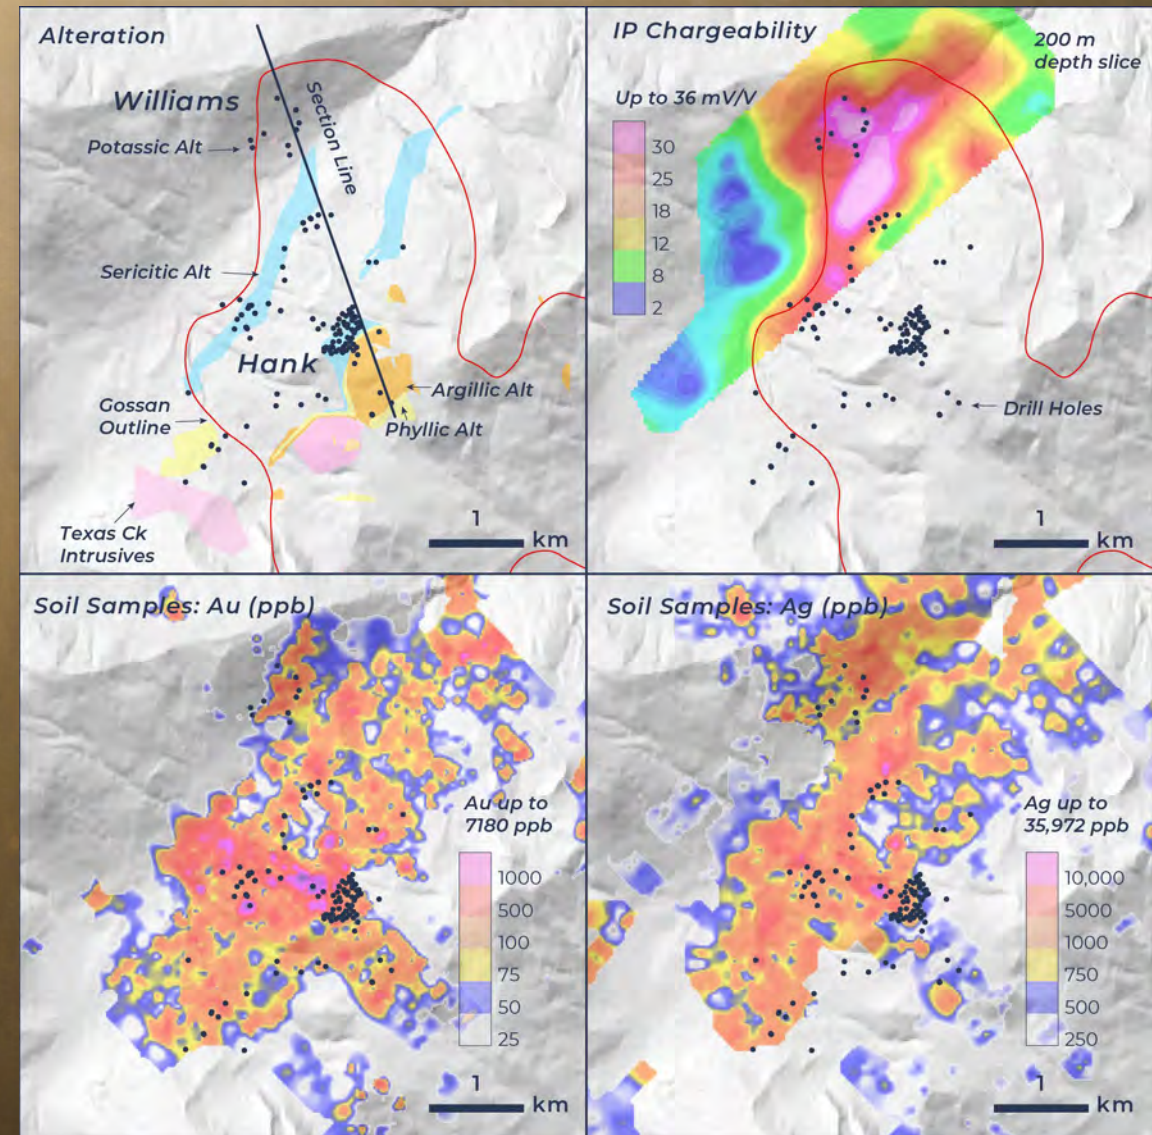 Alteration
Williams
Section Line
Potassic Alt
Sericitic Alt
Hank
Argillic Alt
Gossan
Outline
Phyllic Alt
Texas Ck
Intrusives
1
km
IP Chargeability
200 m
depth slice
Up to 36 mV/V
30
25
18
12
8
2
Drill Holes
1
km
Soil Samples: Au (ppb)
Au up to
7180 ppb
1000
500
100
75
50
25
1
km
Soil Samples: Ag (ppb)
Ag up to
35,972 ppb
10,000
5000
1000
750
500
250
1
km